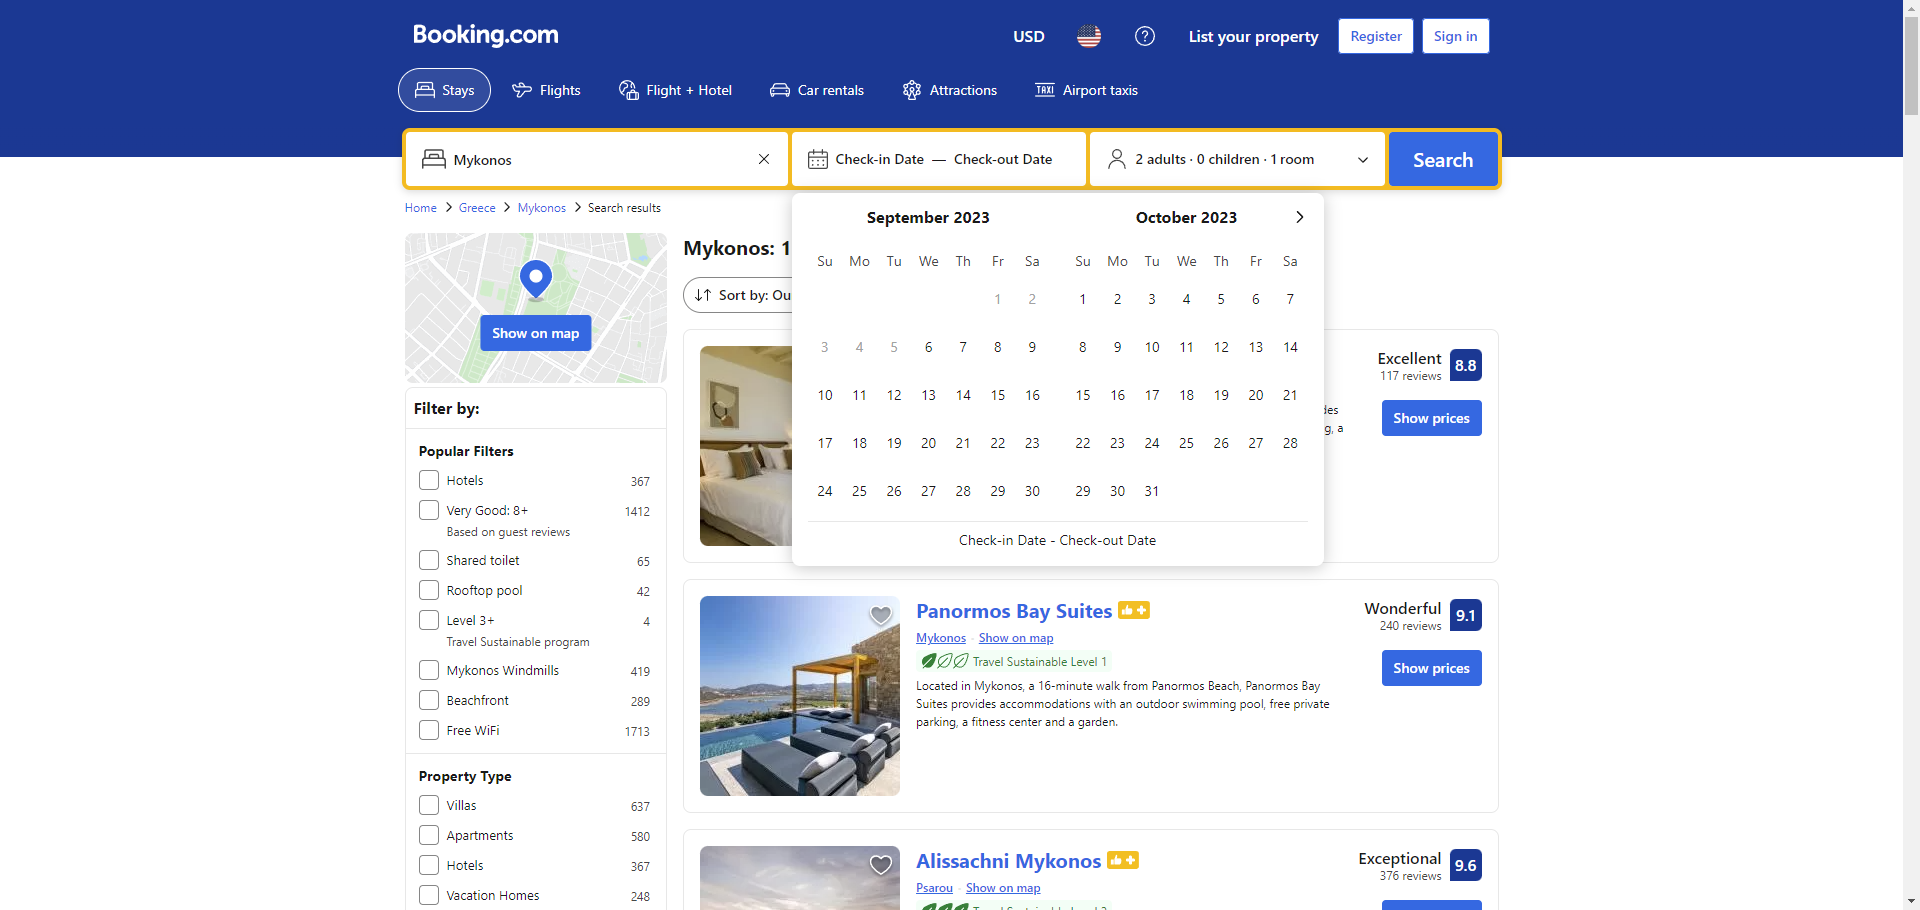 Booking.com
USD
List your property
Register
Sign in
Stays
Flights
Flight + Hotel
Car rentals
Attractions
TAXI Airport taxis
Mykonos
Check-in Date — Check-out Date
2 adults · 0 children · 1 room
Search
Home > Greece > Mykonos > Search results
Show on map
Filter by:
Popular Filters
Hotels 367
Very Good: 8+ 1412
Based on guest reviews
Shared toilet 65
Rooftop pool 42
Level 3+ 4
Travel Sustainable program
Mykonos Windmills 419
Beachfront 289
Free WiFi 1713
Property Type
Villas 637
Apartments 580
Hotels 367
Vacation Homes 248
Mykonos: 1
Sort by: Ou
September 2023
Su Mo Tu We Th Fr Sa
1 2
3 4 5 6 7 8 9
10 11 12 13 14 15 16
17 18 19 20 21 22 23
24 25 26 27 28 29 30
October 2023
Su Mo Tu We Th Fr Sa
1 2 3 4 5 6 7
8 9 10 11 12 13 14
15 16 17 18 19 20 21
22 23 24 25 26 27 28
29 30 31
Check-in Date - Check-out Date
Excellent 8.8
117 reviews
des
g, a
Show prices
Panormos Bay Suites
Mykonos · Show on map
Travel Sustainable Level 1
Located in Mykonos, a 16-minute walk from Panormos Beach, Panormos Bay
Suites provides accommodations with an outdoor swimming pool, free private
parking, a fitness center and a garden.
Wonderful 9.1
240 reviews
Show prices
Alissachni Mykonos
Psarou · Show on map
Exceptional 9.6
376 reviews